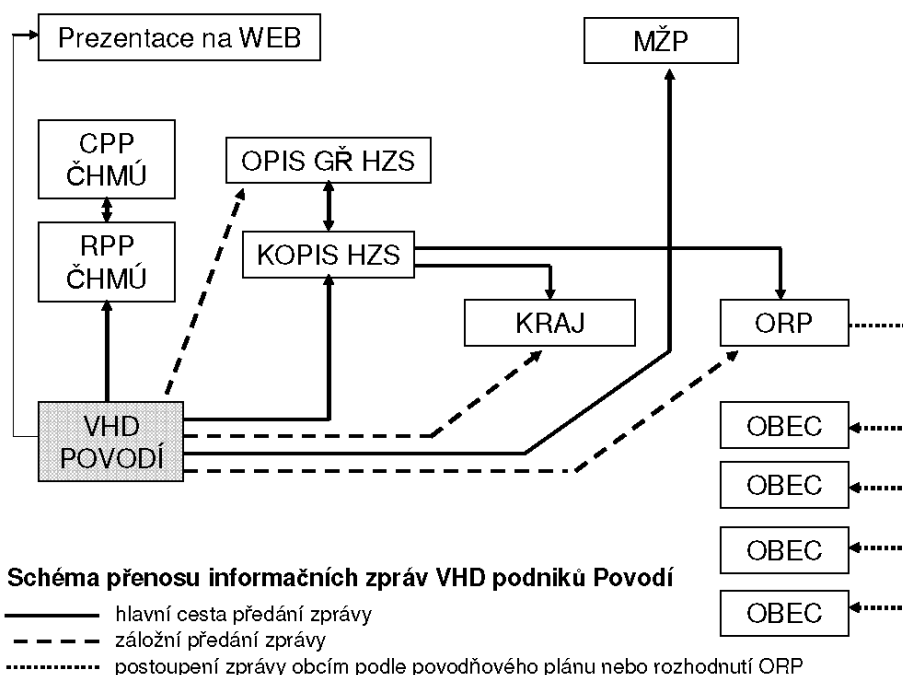 Prezentace na WEB
MŽP
CPP
ČHMÚ
OPIS GŘ HZS
RPP
ČHMÚ
KOPIS HZS
KRAJ
ORP
VHD
POVODÍ
OBEC
OBEC
OBEC
OBEC
Schéma přenosu informačních zpráv VHD podniků Povodí
hlavní cesta předání zprávy
záložní předání zprávy
postoupení zprávy obcím podle povodňového plánu nebo rozhodnutí ORP